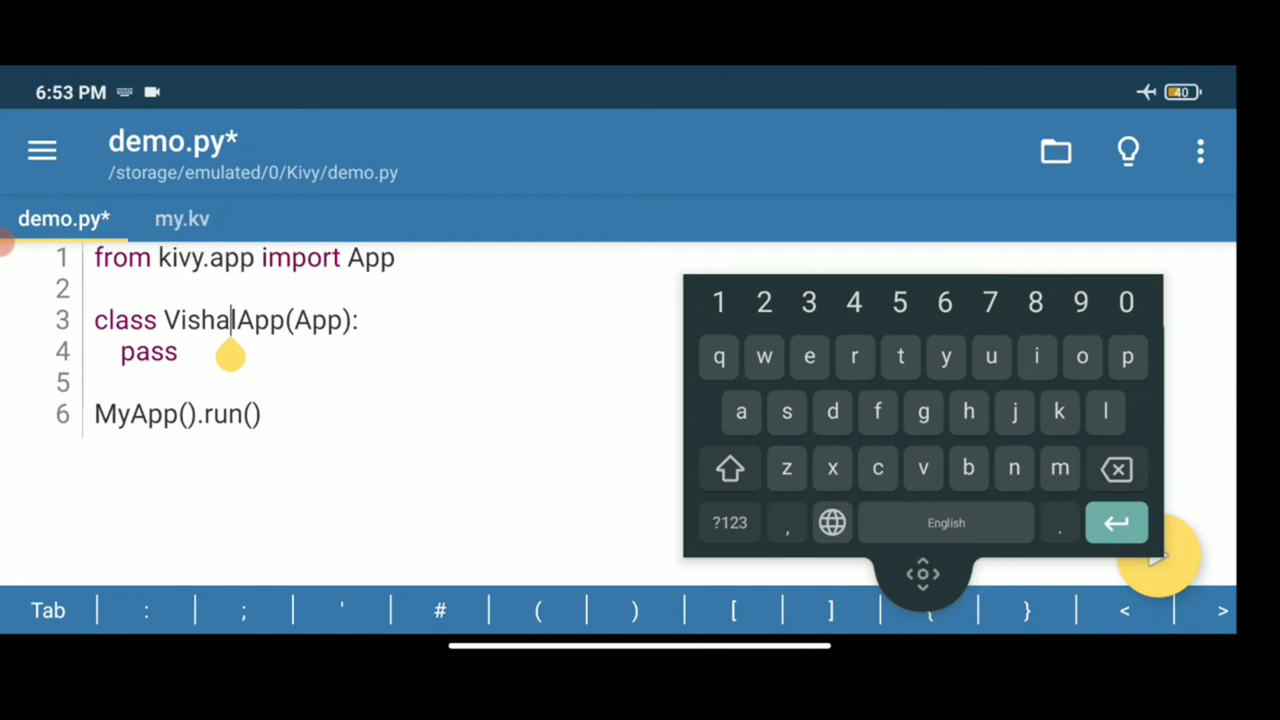 6:53 PM
40
demo.py*
/storage/emulated/0/Kivy/demo.py
demo.py* my.kv
1 from kivy.app import App
2
3 class VishalApp(App):
4 pass
5
6 MyApp().run()
1 2 3 4 5 6 7 8 9 0
q w e r t y u i o p
a s d f g h j k l
z x c v b n m
?123 , English .
Tab : ; ' # ( ) [ ] { } < >